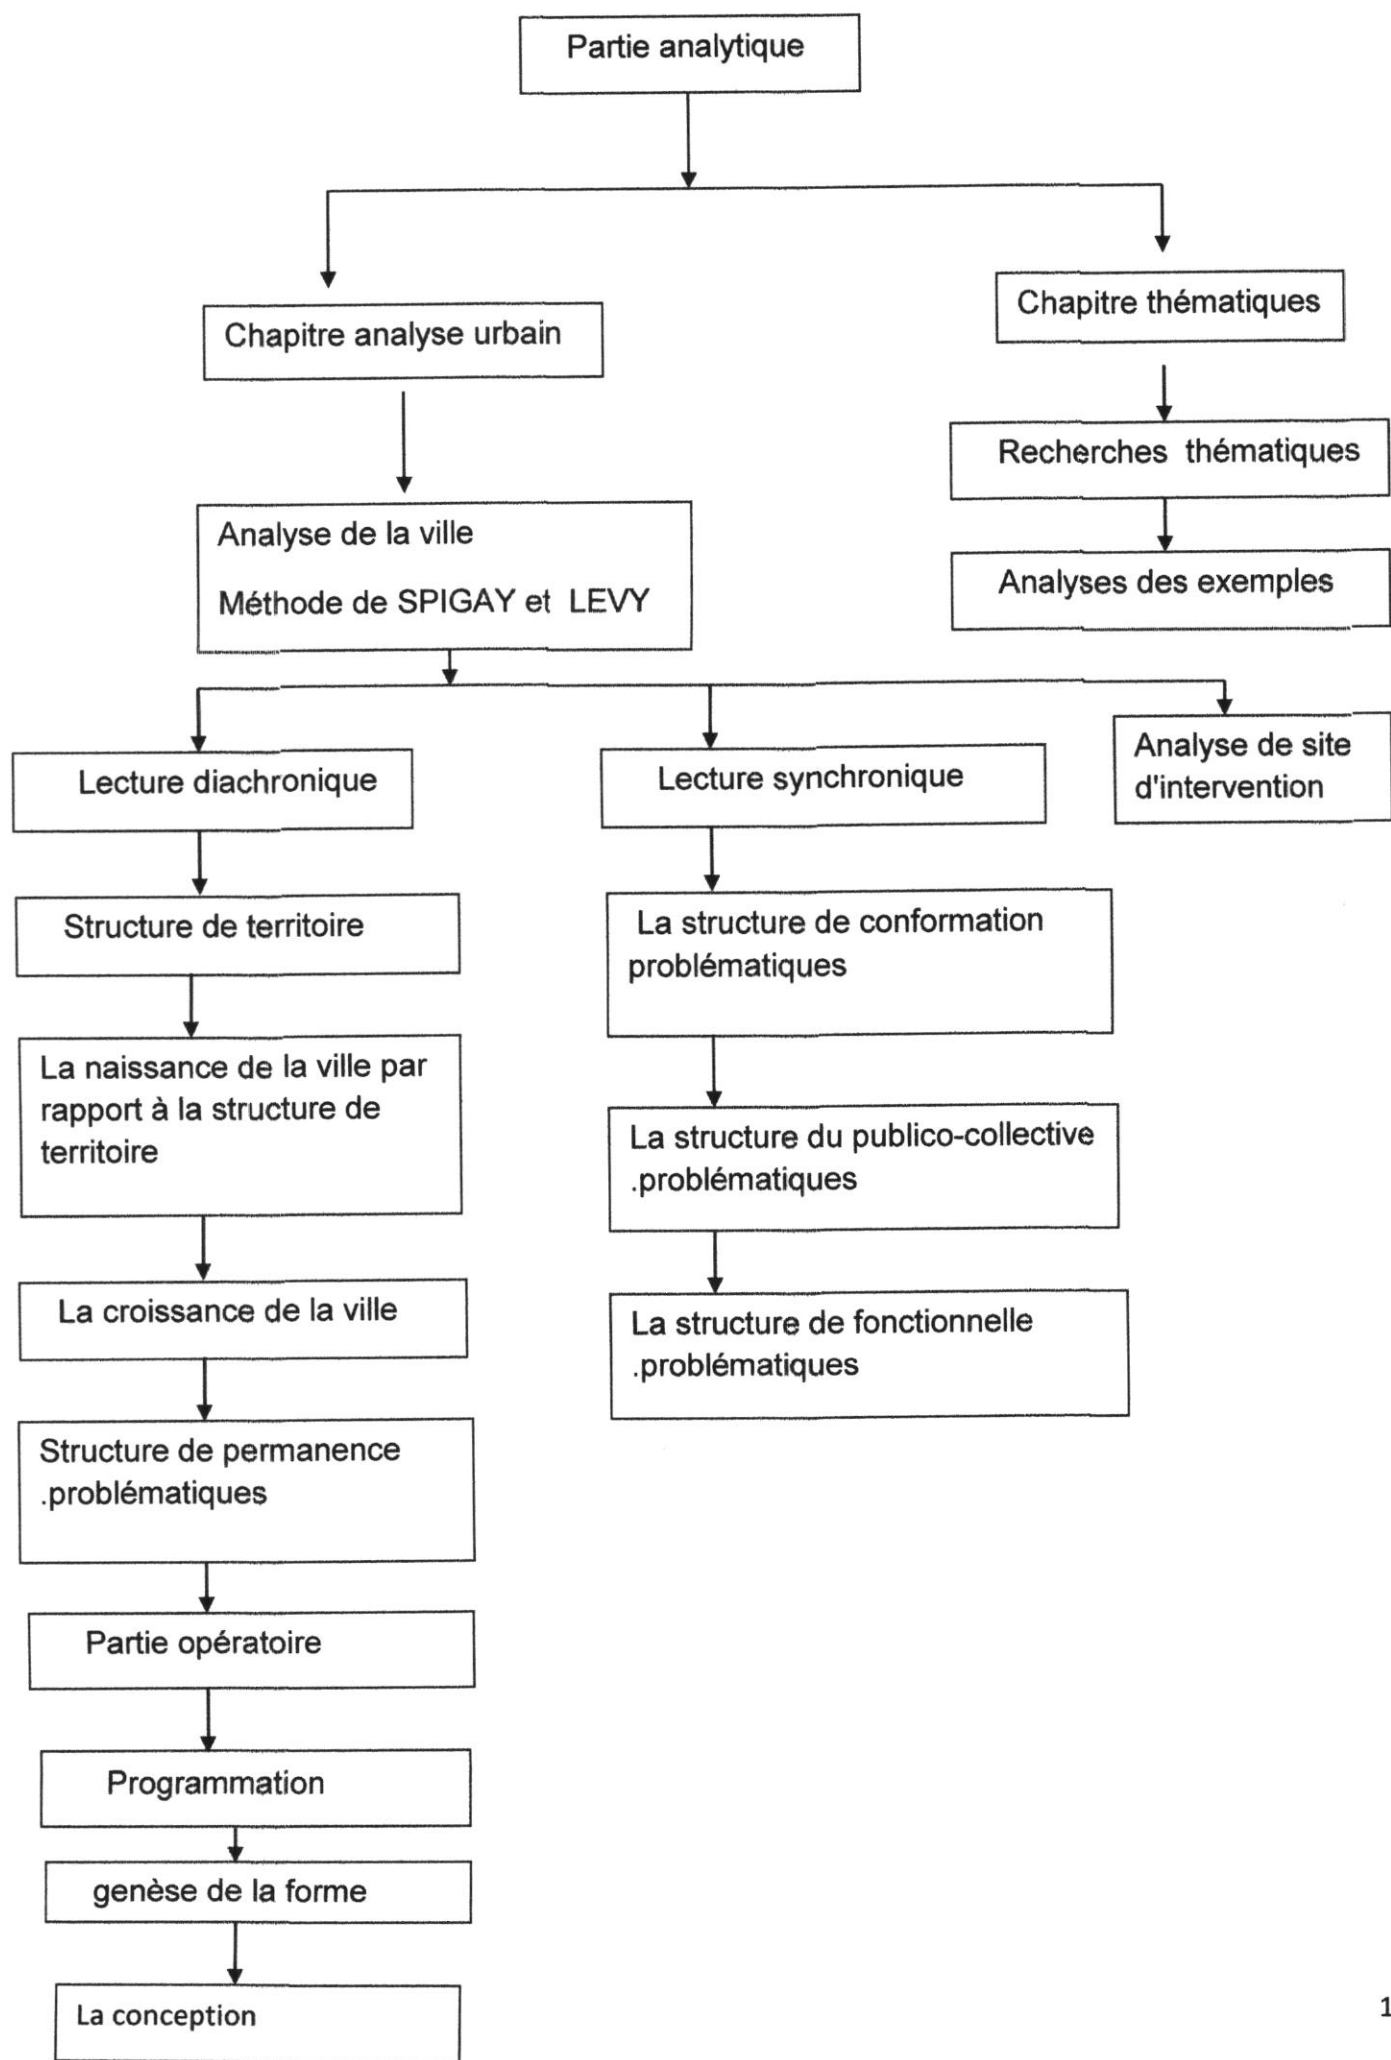 Partie analytique
Chapitre analyse urbain
Chapitre thématiques
Recherches thématiques
Analyses des exemples
Analyse de la ville
Méthode de SPIGAY et LEVY
Lecture diachronique
Lecture synchronique
Analyse de site
d'intervention
Structure de territoire
La naissance de la ville par
rapport à la structure de
territoire
La croissance de la ville
Structure de permanence
.problématiques
La structure de conformation
problématiques
La structure du publico-collective
.problématiques
La structure de fonctionnelle
.problématiques
Partie opératoire
Programmation
genèse de la forme
La conception
1